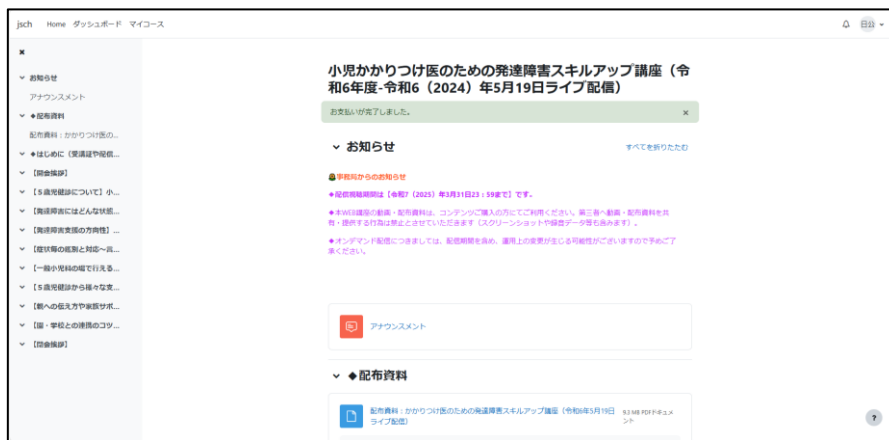 jsch Home ダッシュボード マイコース
お知らせ
アナウンスメント
◆配布資料
配布資料：かかりつけ医の...
◆はじめに（受講証や配信...
【開会挨拶】
【５歳児健診について】小...
【発達障害にはどんな状態...
【発達障害支援の方向性】...
【症状毎の鑑別と対応～言...
【一般小児科の場で行える...
【５歳児健診から様々な支...
【親への伝え方や家族サポ...
【園・学校との連携のコツ...
【閉会挨拶】
小児かかりつけ医のための発達障害スキルアップ講座（令
和6年度-令和6（2024）年5月19日ライブ配信）
お支払いが完了しました。
お知らせ すべてを折りたたむ
事務局からのお知らせ
◆配信視聴期間は【令和7（2025）年3月31日23：59まで】です。
◆本WEB講座の動画・配布資料は、コンテンツご購入の方にてご利用ください。第三者へ動画・配布資料を共
有・提供する行為は禁止とさせていただきます（スクリーンショットや録音データ等も含みます）。
◆オンデマンド配信につきましては、配信期間を含め、運用上の変更が生じる可能性がございますので予めご了
承ください。
アナウンスメント
◆配布資料
配布資料：かかりつけ医のための発達障害スキルアップ講座（令和6年5月19日 9.2 MB PDFドキュメ
ライブ配信） ント
?